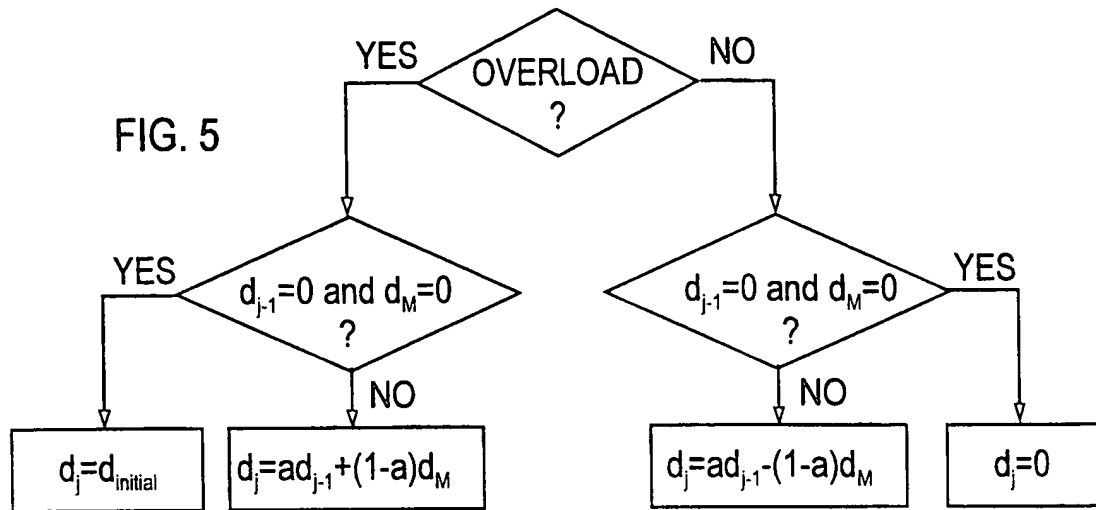 YES
OVERLOAD
?
NO
FIG. 5
YES
d_{j-1}=0 and d_M=0
?
NO
d_{j-1}=0 and d_M=0
?
YES
NO
d_j=d_{initial}
d_j=ad_{j-1}+(1-a)d_M
d_j=ad_{j-1}-(1-a)d_M
d_j=0